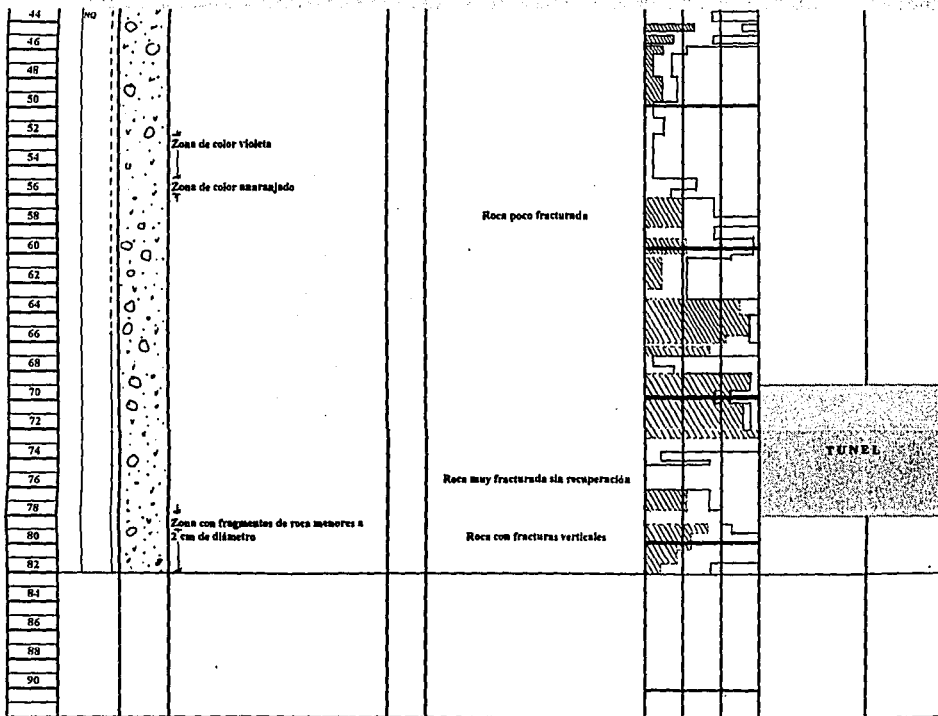 44
NQ
46
48
50
52
Zona de color violeta
54
56
Zona de color anaranjado
58
Roca poco fracturada
60
62
64
66
68
70
72
74
TUNEL
76
Roca muy fracturada sin recuperación
78
Zona con fragmentos de roca menores a
2 cm de diámetro
80
Roca con fracturas verticales
82
84
86
88
90